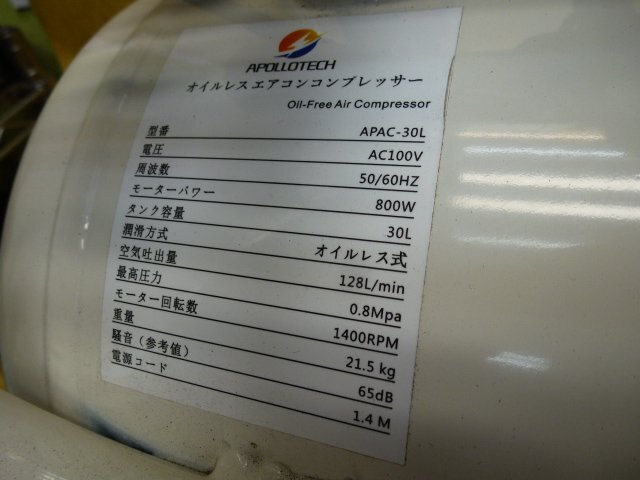 APOLLOTECH
オイルレスエアコンコンプレッサー
Oil-Free Air Compressor
型番 APAC-30L
電圧 AC100V
周波数 50/60HZ
モーターパワー 800W
タンク容量 30L
潤滑方式 オイルレス式
空気吐出量 128L/min
最高圧力 0.8Mpa
モーター回転数 1400RPM
重量 21.5 kg
騒音（参考値） 65dB
電源コード 1.4 M